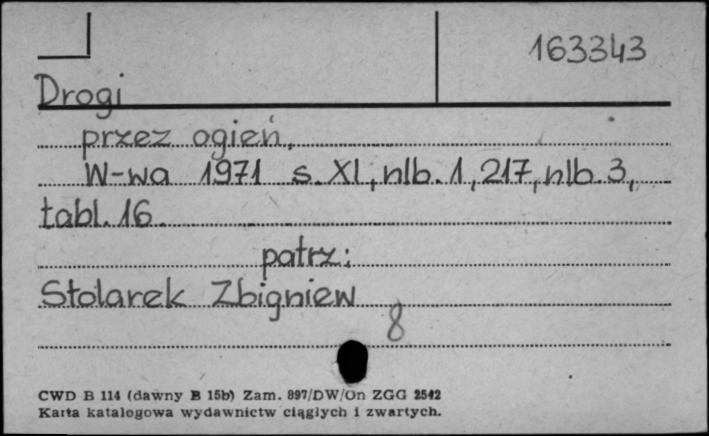 163343
Drogi
przez ogień,
W-wa 1971 s. XI, nlb. 1, 217, nlb. 3,
tabl. 16.
patrz:
Stolarek Zbigniew
8
CWD B 114 (dawny B 15b) Zam. 897/DW/On ZGG 2542
Karta katalogowa wydawnictw ciągłych i zwartych.